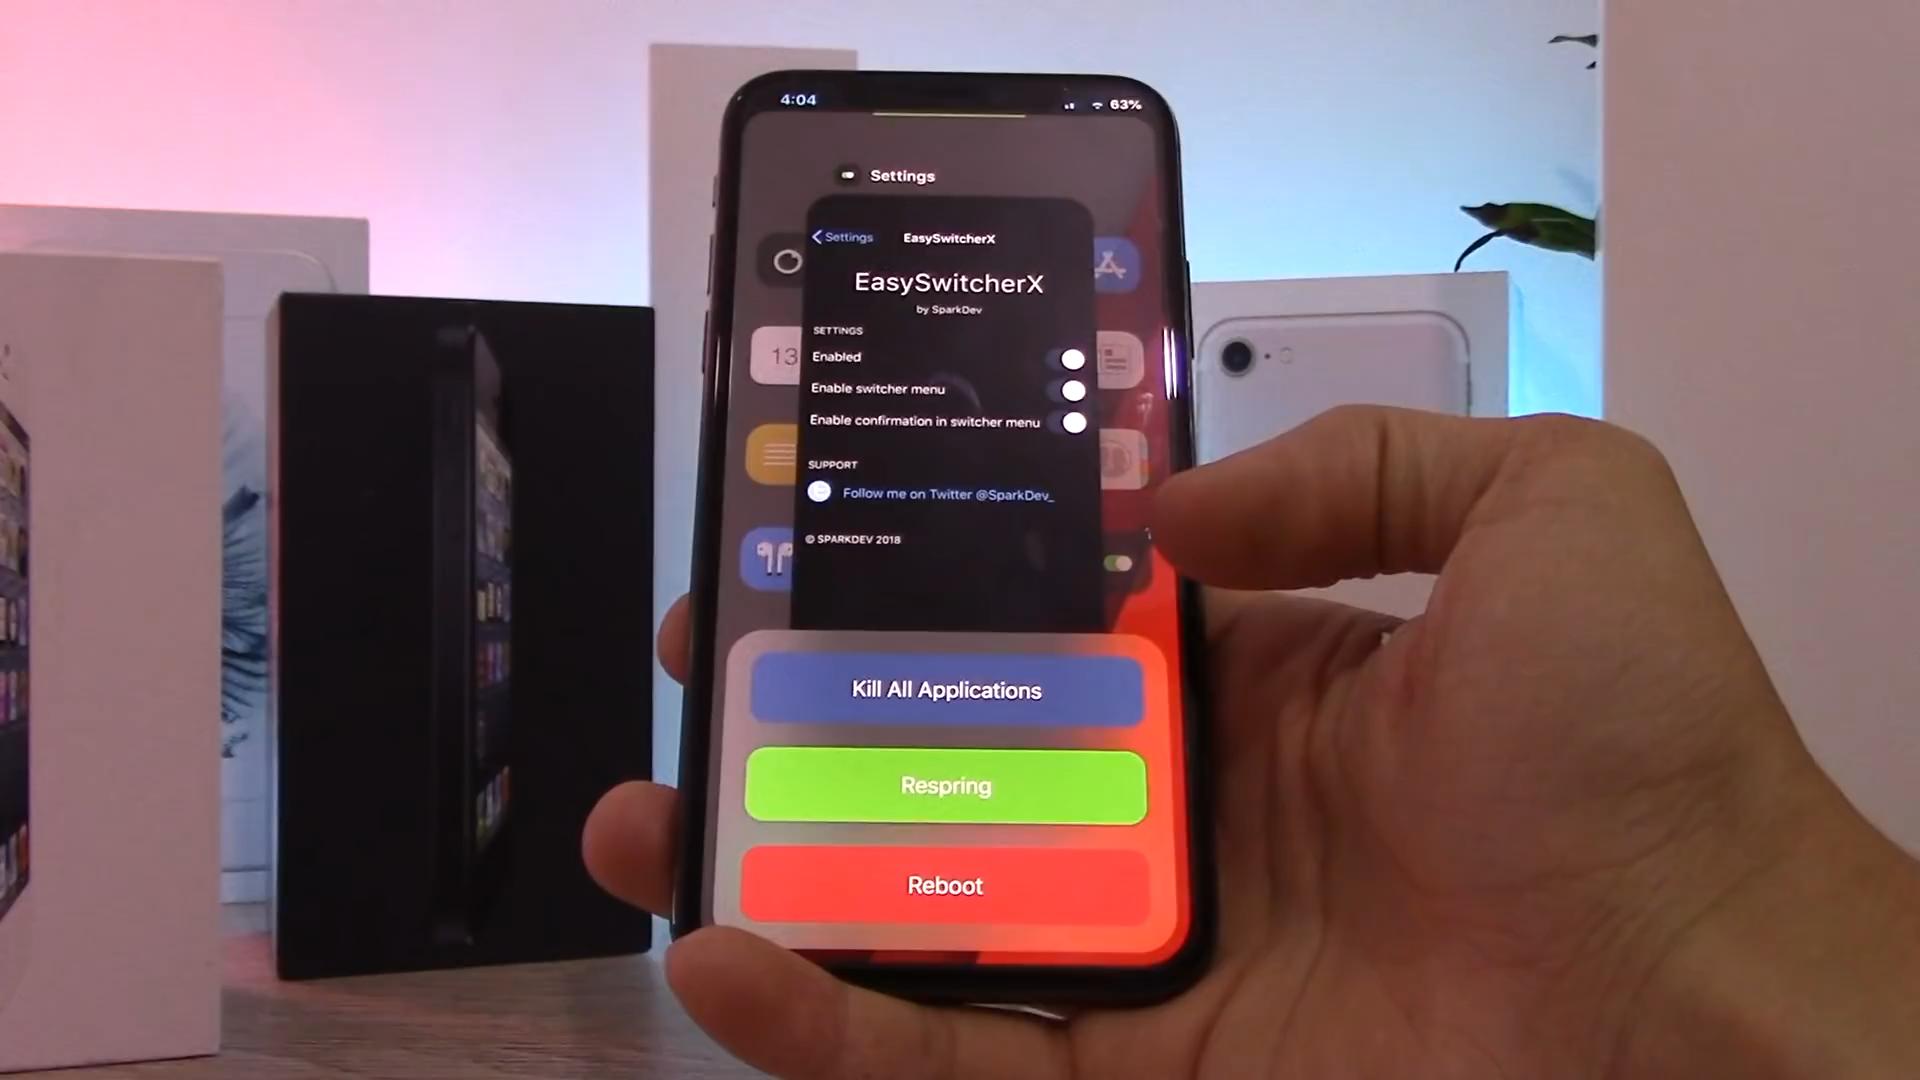 4:04
63%
Settings
Settings
EasySwitcherX
EasySwitcherX
by SparkDev
SETTINGS
13
Enabled
Enable switcher menu
Enable confirmation in switcher menu
SUPPORT
Follow me on Twitter @SparkDev_
© SPARKDEV 2018
Kill All Applications
Respring
Reboot